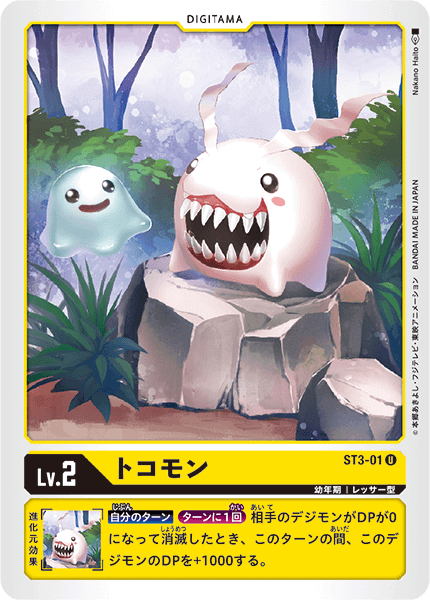 DIGITAMA
Nakano Haito
©本郷あきよし・フジテレビ・東映アニメーション BANDAI MADE IN JAPAN
ST3-01 U
Lv.2 トコモン
幼年期 | レッサー型
進化元効果
自分のターン ターンに1回 相手のデジモンがDPが0
になって消滅したとき、このターンの間、このデ
ジモンのDPを+1000する。